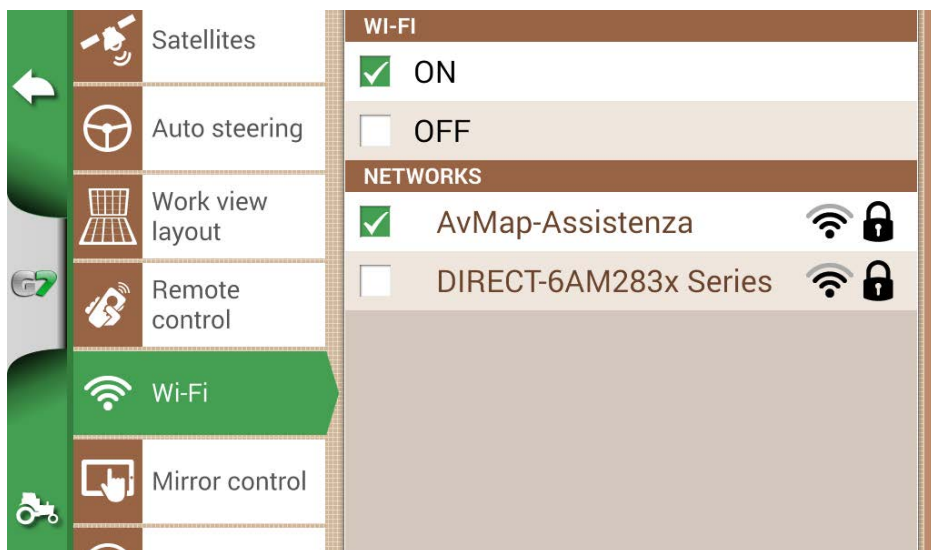 Satellites
Auto steering
Work view
layout
Remote
control
Wi-Fi
Mirror control
G7
WI-FI
ON
OFF
NETWORKS
AvMap-Assistenza
DIRECT-6AM283x Series